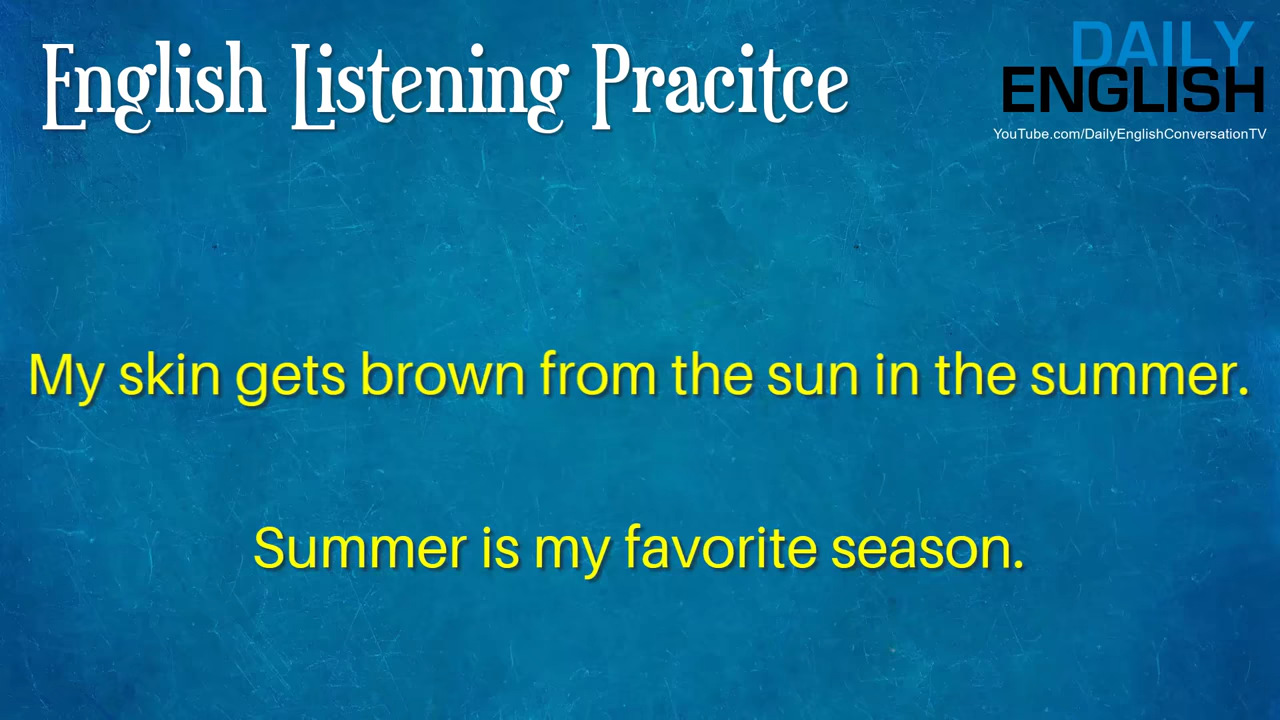 English Listening Pracitce
DAILY
ENGLISH
YouTube.com/DailyEnglishConversationTV
My skin gets brown from the sun in the summer.
Summer is my favorite season.